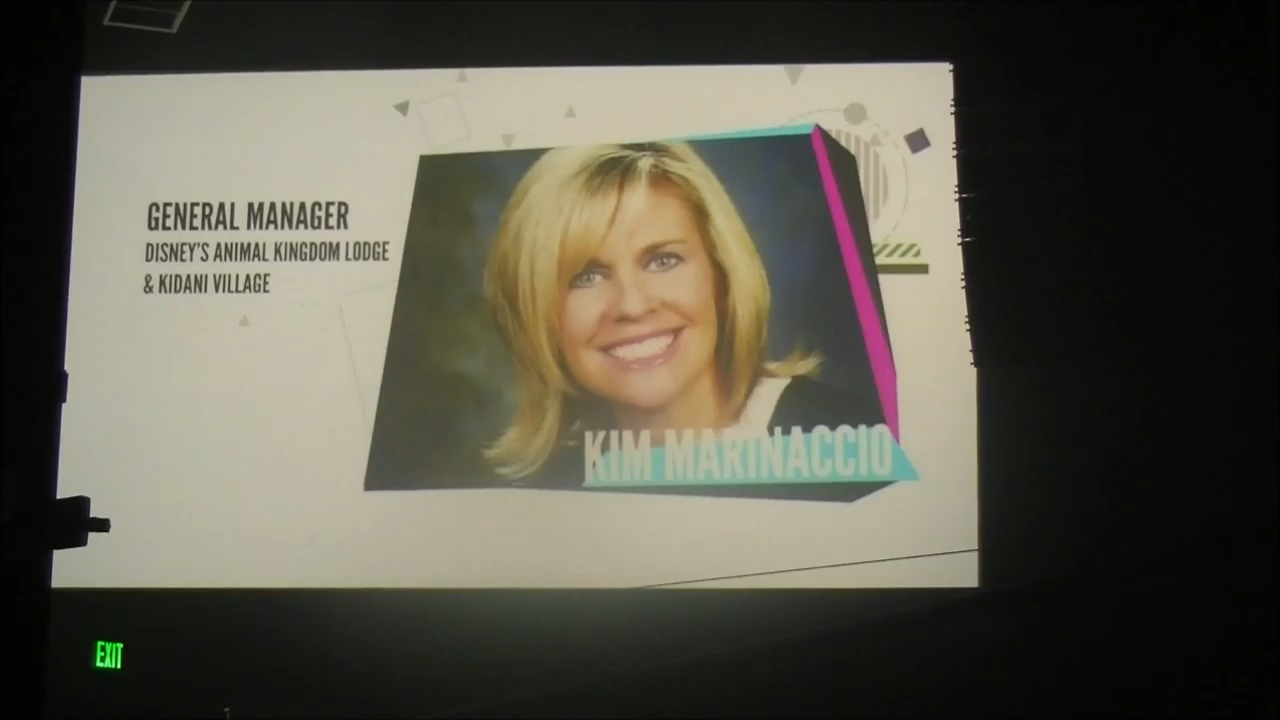 GENERAL MANAGER
DISNEY'S ANIMAL KINGDOM LODGE
& KIDANI VILLAGE
KIM MARINACCIO
EXIT